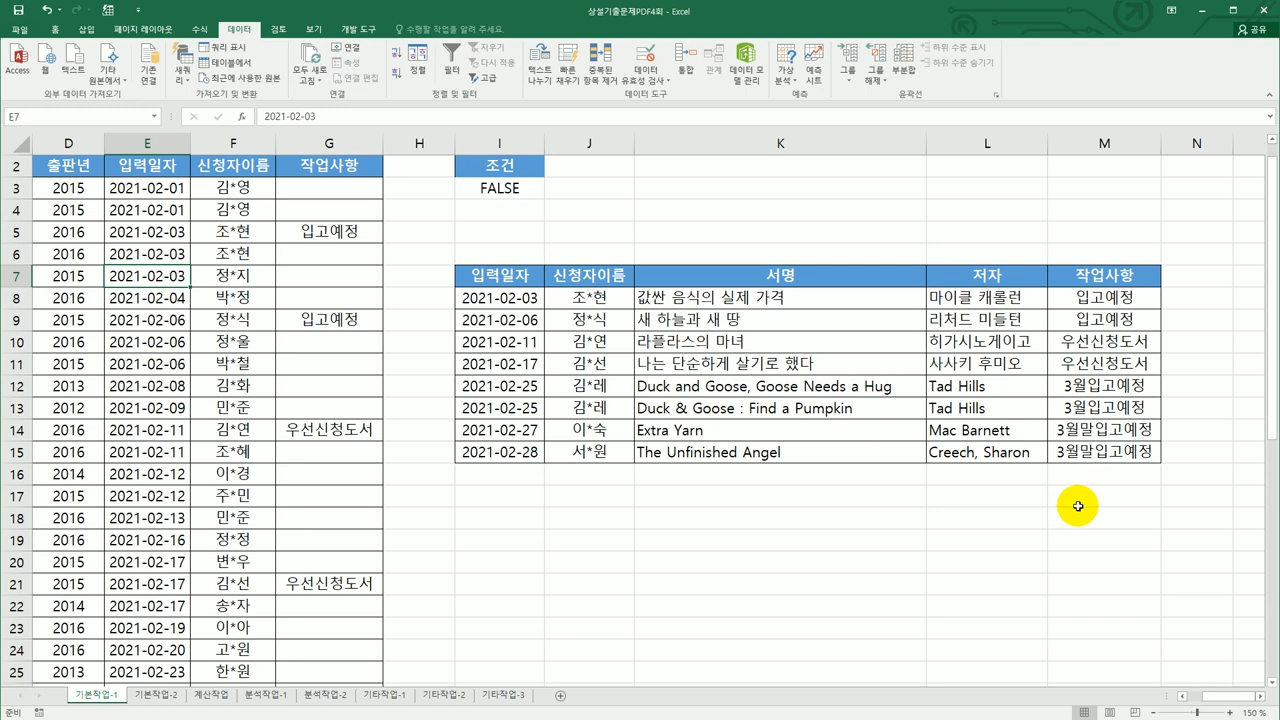 상설기출문제PDF4회 - Excel
파일 홈 삽입 페이지 레이아웃 수식 데이터 검토 보기 개발 도구 수행할 작업을 알려 주세요. 공유
Access 웹 텍스트 기타 원본에서 기존 연결 새쿼리 쿼리 표시 테이블에서 최근에 사용한 원본 모두 새로 고침 연결 속성 연결 편집 정렬 필터 지우기 다시 적용 고급 텍스트 나누기 빠른 채우기 중복된 항목 제거 데이터 유효성 검사 통합 관계 데이터 모델 관리 가상 분석 예측 시트 그룹 그룹 해제 부분합 하위 수준 표시 하위 수준 숨기기
외부 데이터 가져오기 가져오기 및 변환 연결 정렬 및 필터 데이터 도구 예측 윤곽선
E7 fx 2021-02-03
D E F G H I J K L M N
2 출판년 입력일자 신청자이름 작업사항 조건
3 2015 2021-02-01 김*영 FALSE
4 2015 2021-02-01 김*영
5 2016 2021-02-03 조*현 입고예정
6 2016 2021-02-03 조*현
7 2015 2021-02-03 정*지 입력일자 신청자이름 서명 저자 작업사항
8 2016 2021-02-04 박*정 2021-02-03 조*현 값싼 음식의 실제 가격 마이클 캐롤런 입고예정
9 2015 2021-02-06 정*식 입고예정 2021-02-06 정*식 새 하늘과 새 땅 리처드 미들턴 입고예정
10 2016 2021-02-06 정*울 2021-02-11 김*연 라플라스의 마녀 히가시노게이고 우선신청도서
11 2015 2021-02-06 박*철 2021-02-17 김*선 나는 단순하게 살기로 했다 사사키 후미오 우선신청도서
12 2013 2021-02-08 김*화 2021-02-25 김*레 Duck and Goose, Goose Needs a Hug Tad Hills 3월입고예정
13 2012 2021-02-09 민*준 2021-02-25 김*레 Duck & Goose : Find a Pumpkin Tad Hills 3월입고예정
14 2016 2021-02-11 김*연 우선신청도서 2021-02-27 이*숙 Extra Yarn Mac Barnett 3월말입고예정
15 2016 2021-02-11 조*혜 2021-02-28 서*원 The Unfinished Angel Creech, Sharon 3월말입고예정
16 2014 2021-02-12 이*경
17 2015 2021-02-12 주*민
18 2016 2021-02-13 민*준
19 2016 2021-02-16 정*정
20 2015 2021-02-17 변*우
21 2015 2021-02-17 김*선 우선신청도서
22 2014 2021-02-17 송*자
23 2016 2021-02-19 이*아
24 2016 2021-02-20 고*원
25 2013 2021-02-23 한*원
기본작업-1 기본작업-2 계산작업 분석작업-1 분석작업-2 기타작업-1 기타작업-2 기타작업-3
준비 150 %